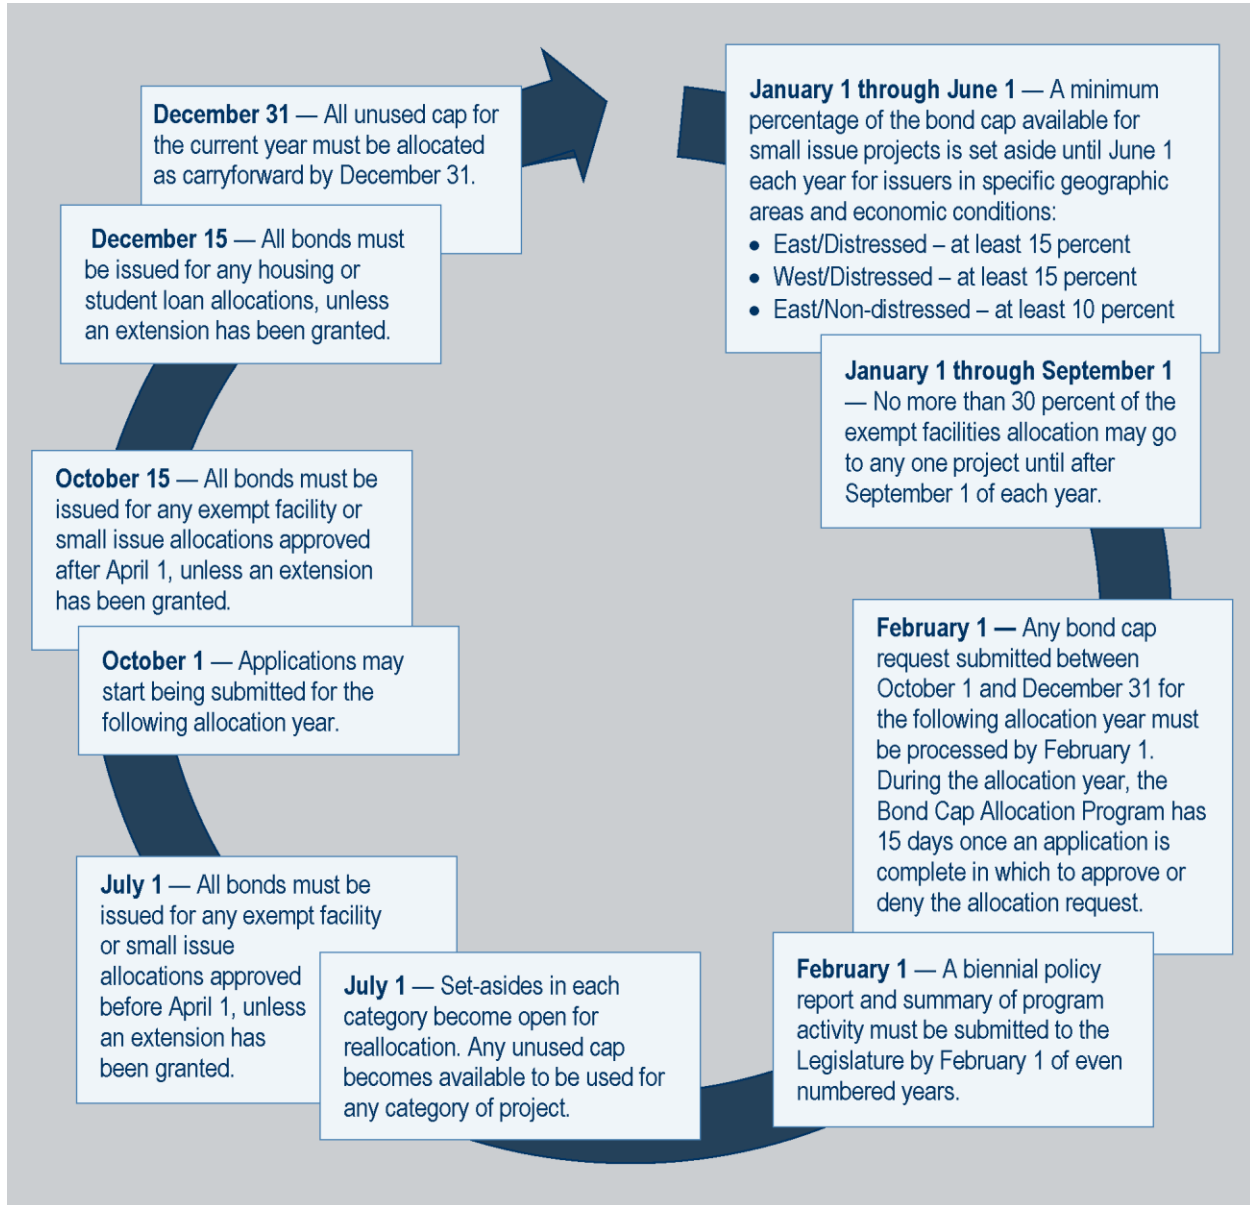 January 1 through June 1 — A minimum
percentage of the bond cap available for
small issue projects is set aside until June 1
each year for issuers in specific geographic
areas and economic conditions:
● East/Distressed – at least 15 percent
● West/Distressed – at least 15 percent
● East/Non-distressed – at least 10 percent
January 1 through September 1
— No more than 30 percent of the
exempt facilities allocation may go
to any one project until after
September 1 of each year.
February 1 — Any bond cap
request submitted between
October 1 and December 31 for
the following allocation year must
be processed by February 1.
During the allocation year, the
Bond Cap Allocation Program has
15 days once an application is
complete in which to approve or
deny the allocation request.
February 1 — A biennial policy
report and summary of program
activity must be submitted to the
Legislature by February 1 of even
numbered years.
July 1 — Set-asides in each
category become open for
reallocation. Any unused cap
becomes available to be used for
any category of project.
July 1 — All bonds must be
issued for any exempt facility
or small issue
allocations approved
before April 1, unless
an extension has
been granted.
October 1 — Applications may
start being submitted for the
following allocation year.
October 15 — All bonds must be
issued for any exempt facility or
small issue allocations approved
after April 1, unless an extension
has been granted.
December 15 — All bonds must
be issued for any housing or
student loan allocations, unless
an extension has been granted.
December 31 — All unused cap for
the current year must be allocated
as carryforward by December 31.